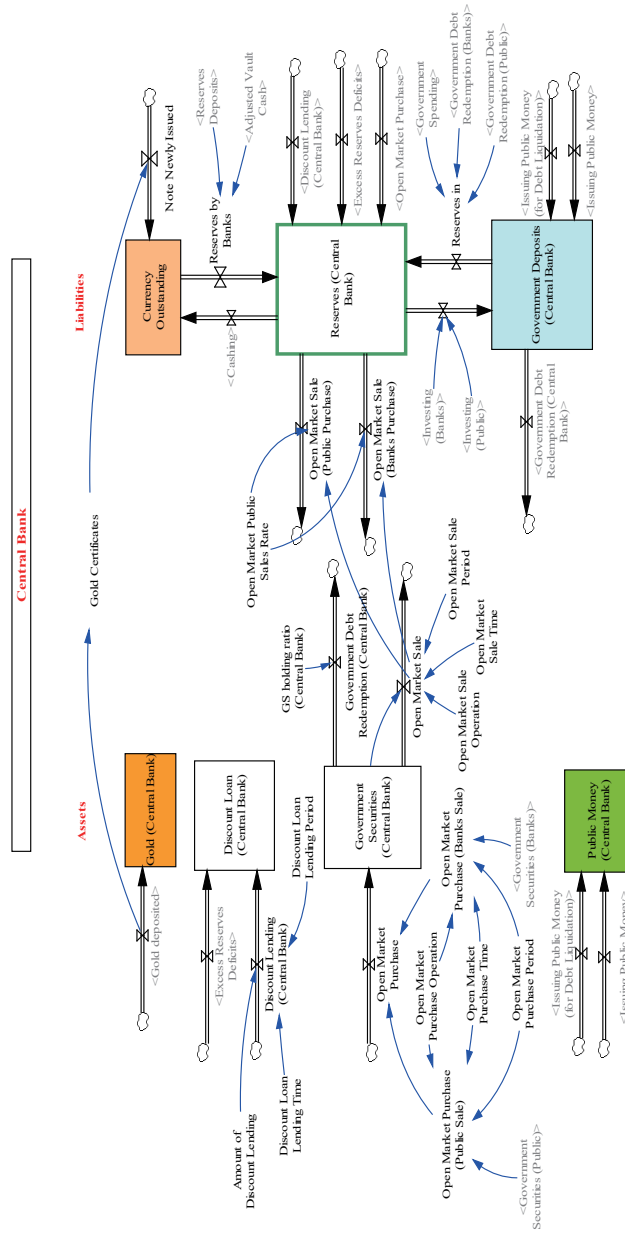 Central Bank
Assets
Liabilities
Gold Certificates
<Gold deposited>
Gold (Central Bank)
Currency
Outstanding
Note Newly Issued
<Cashing>
Reserves by
Banks
<Reserves
Deposits>
<Adjusted Vault
Cash>
<Excess Reserves
Deficits>
Discount Loan
(Central Bank)
Amount of
Discount Lending
Discount Lending
(Central Bank)
Discount Loan
Lending Time
Discount Loan
Lending Period
Open Market Public
Sales Rate
Open Market Sale
(Public Purchase)
Open Market Sale
(Banks Purchase)
Reserves (Central
Bank)
<Discount Lending
(Central Bank)>
<Excess Reserves Deficits>
<Open Market Purchase>
GS holding ratio
(Central Bank)
Government Debt
Redemption (Central Bank)
Government
Securities
(Central Bank)
Open Market Sale
Open Market Sale
Operation
Open Market
Sale Time
Open Market Sale
Period
Open Market
Purchase
Open Market
Purchase Operation
Open Market
Purchase (Banks Sale)
Open Market Purchase
(Public Sale)
Open Market
Purchase Time
Open Market
Purchase Period
<Government
Securities (Public)>
<Government
Securities (Banks)>
<Investing
(Banks)>
<Investing
(Public)>
Reserves in
<Government
Spending>
<Government Debt
Redemption (Banks)>
<Government Debt
Redemption (Public)>
<Government Debt
Redemption (Central
Bank)>
Government Deposits
(Central Bank)
<Issuing Public Money
(for Debt Liquidation)>
<Issuing Public Money>
<Issuing Public Money
(for Debt Liquidation)>
<Issuing Public Money>
Public Money
(Central Bank)